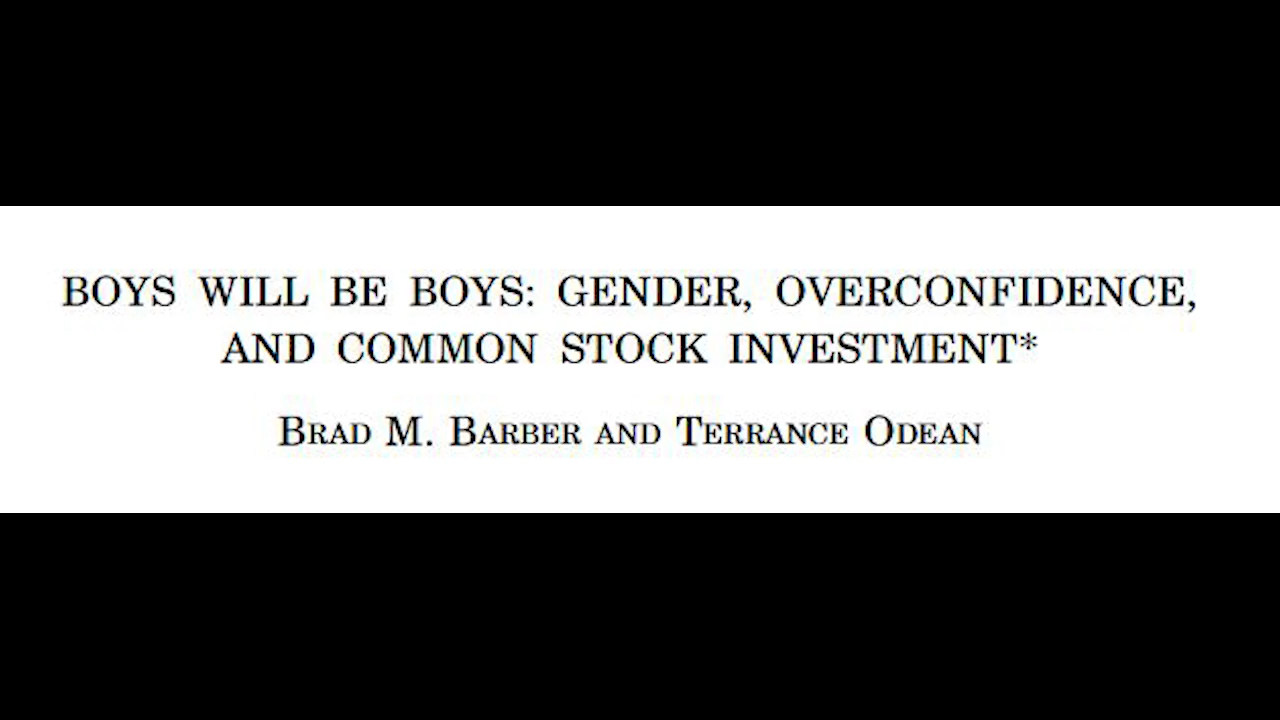 BOYS WILL BE BOYS: GENDER, OVERCONFIDENCE,
AND COMMON STOCK INVESTMENT*
BRAD M. BARBER AND TERRANCE ODEAN